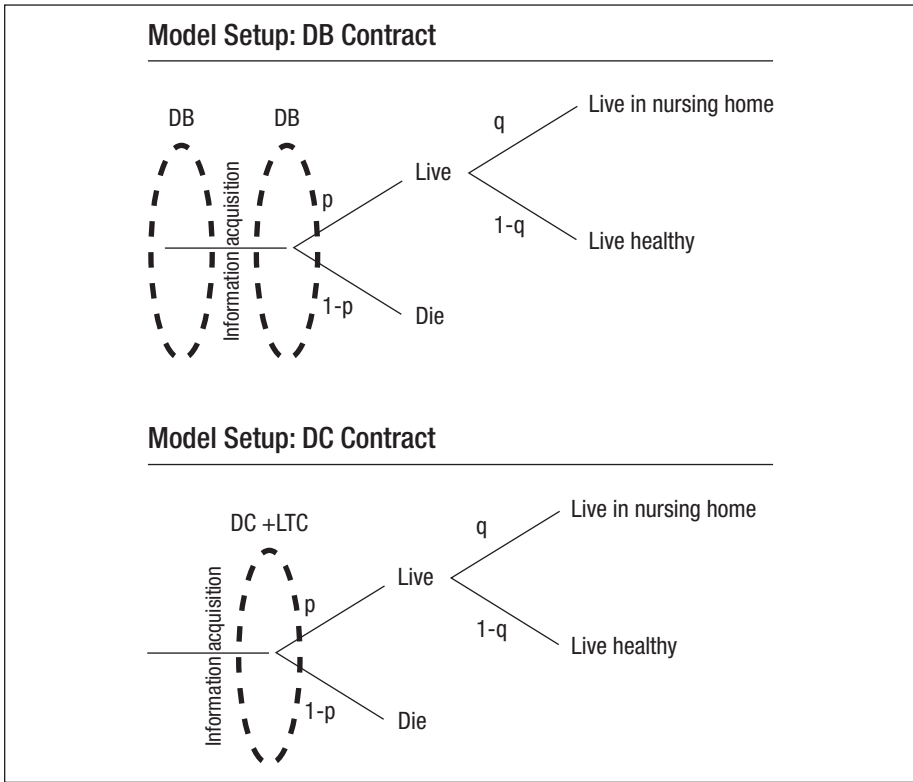 Model Setup: DB Contract
DB
DB
Information acquisition
p
1-p
Live
Die
q
1-q
Live in nursing home
Live healthy
Model Setup: DC Contract
DC +LTC
Information acquisition
p
1-p
Live
Die
q
1-q
Live in nursing home
Live healthy